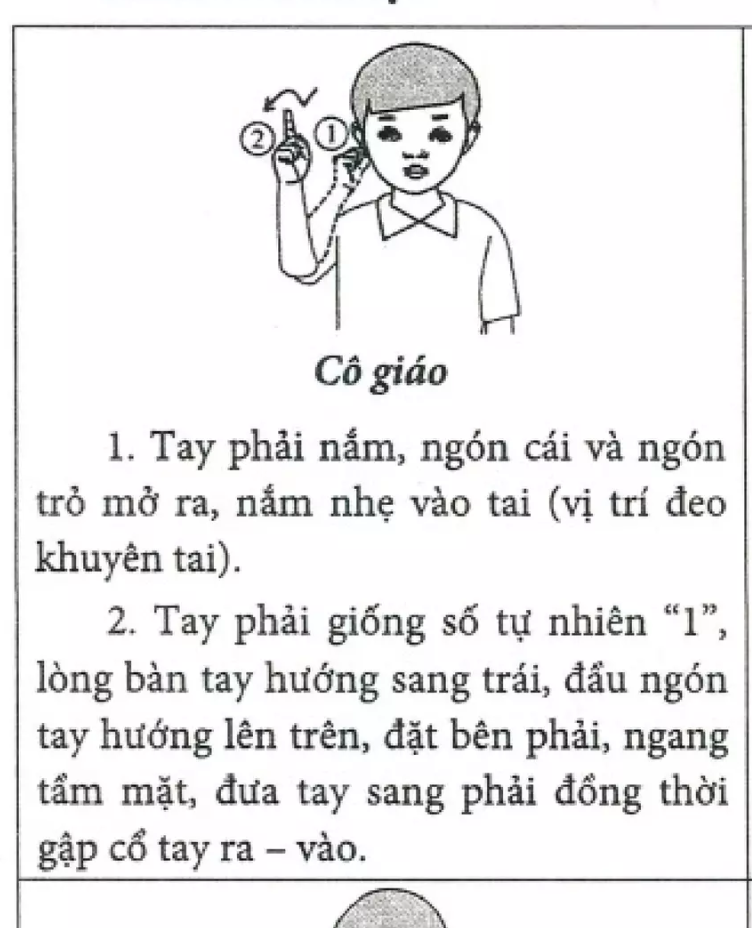 ② ①
Cô giáo
1. Tay phải nắm, ngón cái và ngón
trỏ mở ra, nắm nhẹ vào tai (vị trí đeo
khuyên tai).
2. Tay phải giống số tự nhiên “1”,
lòng bàn tay hướng sang trái, đầu ngón
tay hướng lên trên, đặt bên phải, ngang
tầm mặt, đưa tay sang phải đồng thời
gập cổ tay ra – vào.